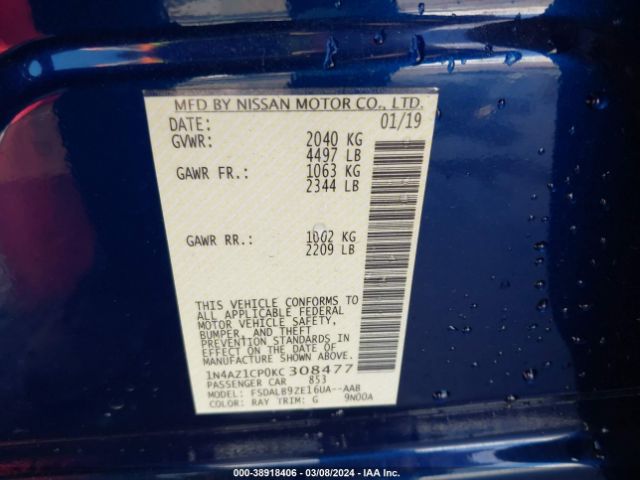 MFD BY NISSAN MOTOR CO., LTD.
DATE: 01/19
GVWR: 2040 KG
4497 LB
GAWR FR.: 1063 KG
2344 LB
GAWR RR.: 1002 KG
2209 LB
THIS VEHICLE CONFORMS TO
ALL APPLICABLE FEDERAL
MOTOR VEHICLE SAFETY,
BUMPER, AND THEFT
PREVENTION STANDARDS
IN EFFECT ON THE DATE OF
MANUFACTURE SHOWN ABOVE.
1N4AZ1CP0KC 308477
PASSENGER CAR 853
MODEL: FSDALB9ZE16UA--AAB
COLOR: RAY TRIM: G 9N00A
000-38918406 - 03/08/2024 - IAA Inc.